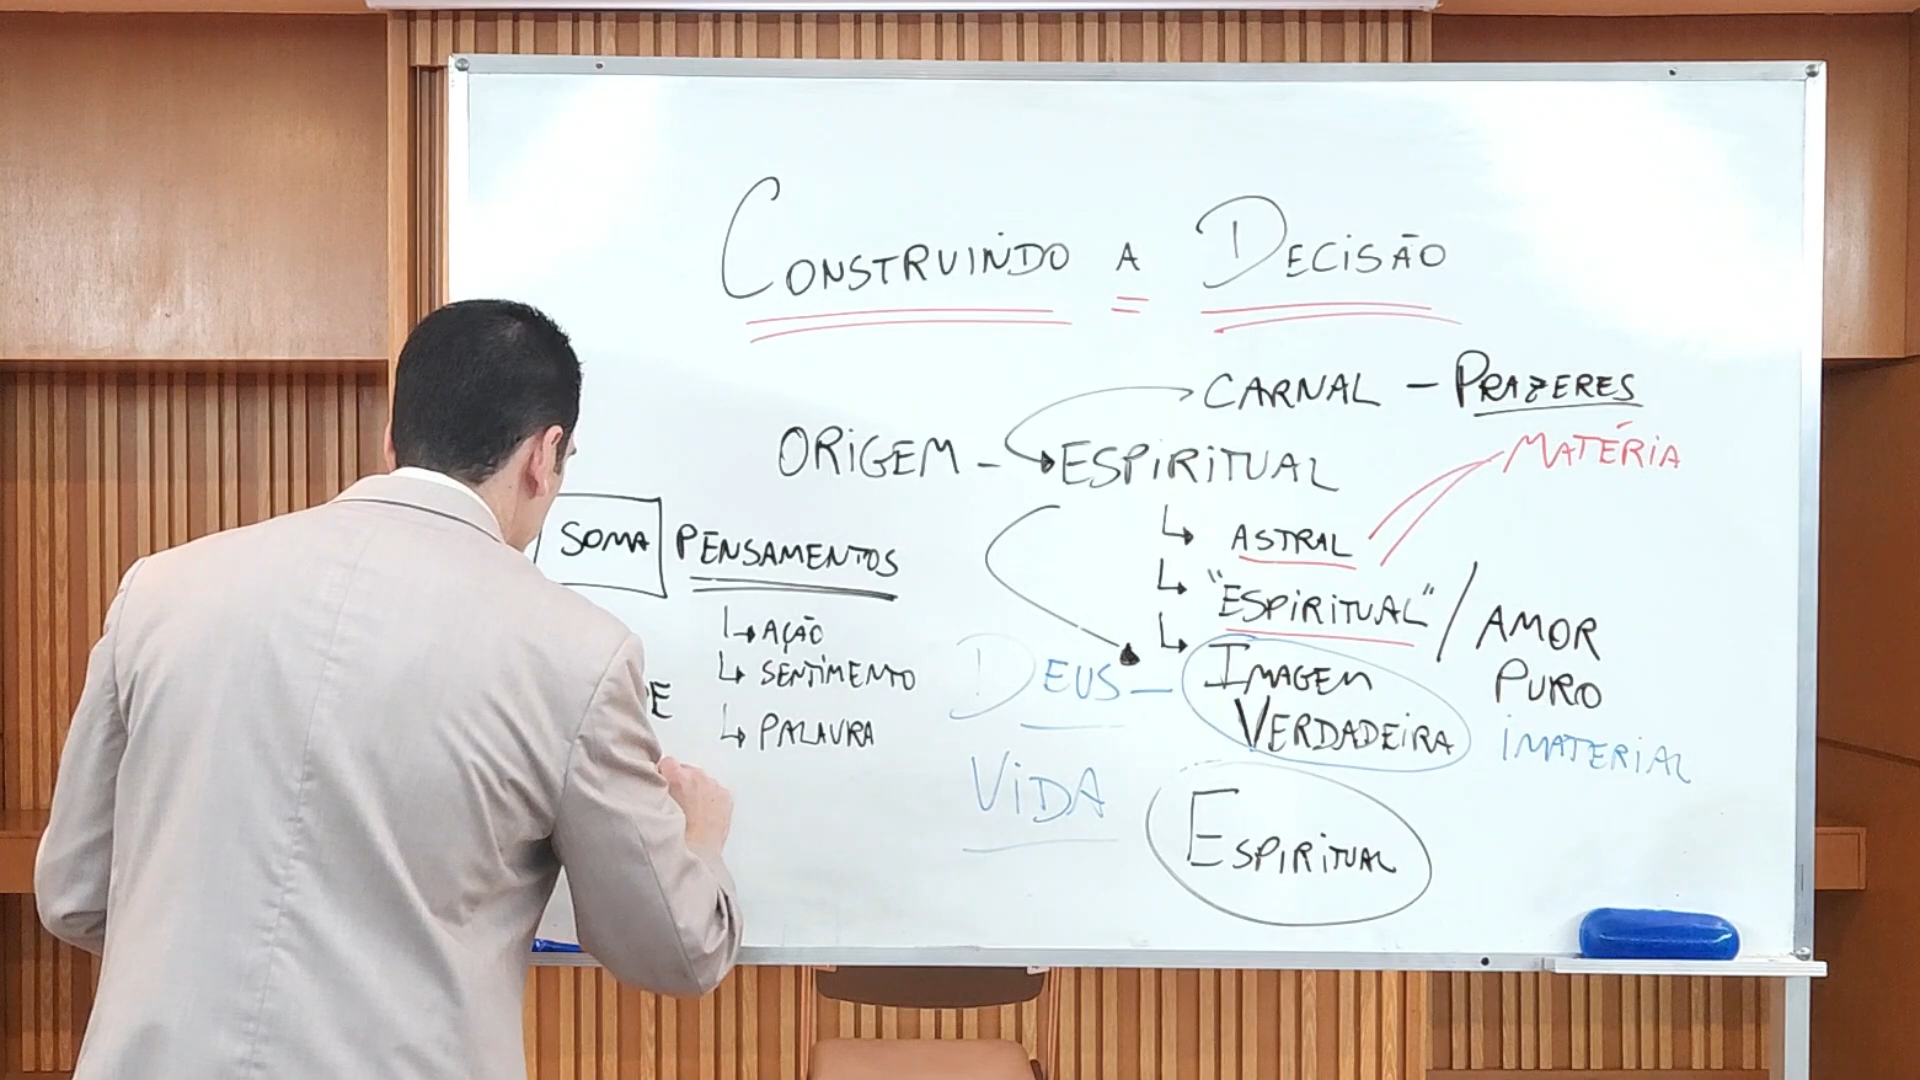 CONSTRUINDO A DECISÃO
CARNAL - PRAZERES
MATÉRIA
ORIGEM - ESPIRITUAL
ASTRAL
"ESPIRITUAL" / AMOR PURO
IMATERIAL
DEUS - IMAGEM VERDADEIRA
VIDA
ESPIRITUAL
SOMA PENSAMENTOS
AÇÃO
SENTIMENTO
PALAVRA
E